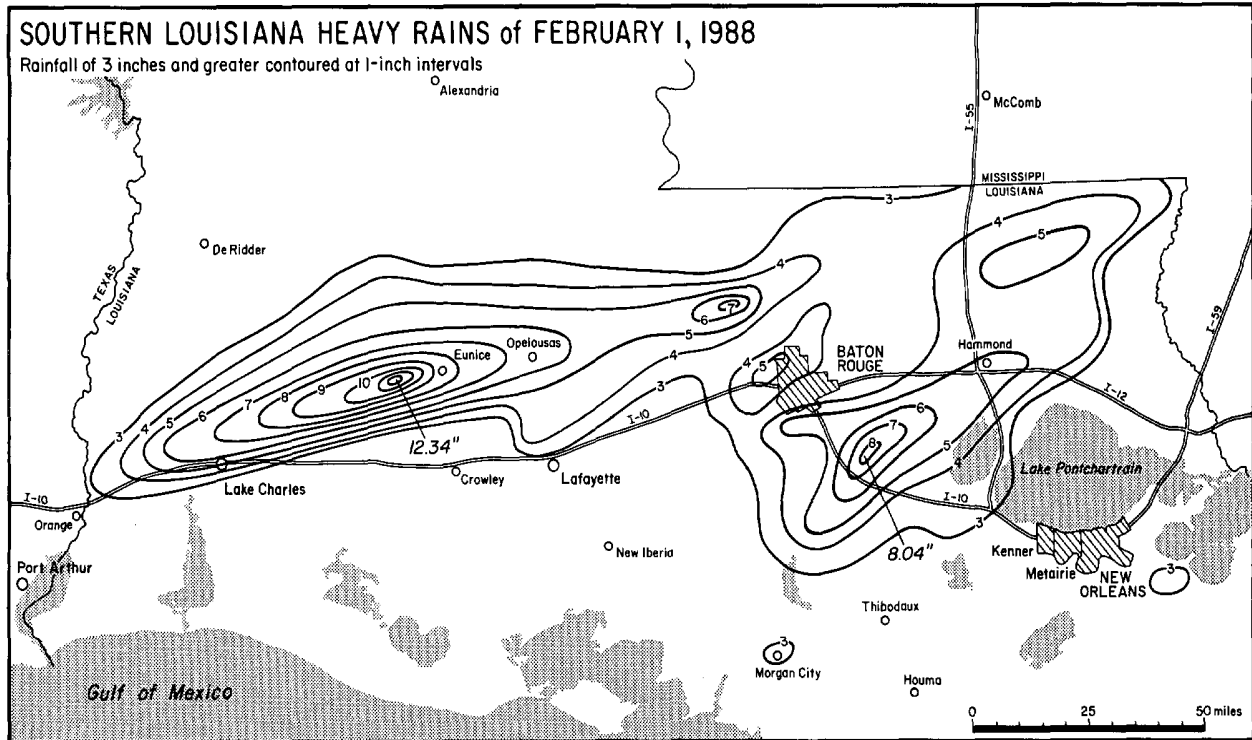 SOUTHERN LOUISIANA HEAVY RAINS of FEBRUARY 1, 1988
Rainfall of 3 inches and greater contoured at 1-inch intervals
Alexandria
McComb
I-55
MISSISSIPPI
LOUISIANA
3
4
5
De Ridder
TEXAS
LOUISIANA
4
7
6
5
4
3
I-59
Opelousas
Eunice
10
9
8
7
6
5
4
3
12.34"
BATON
ROUGE
5
4
Hammond
I-12
I-10
6
7
8
5
4
3
Lake Pontchartrain
I-10
8.04"
Lake Charles
Crowley
Lafayette
I-10
Orange
Port Arthur
New Iberia
Kenner
Metairie
NEW
ORLEANS
3
Thibodaux
3
Morgan City
Houma
Gulf of Mexico
0 25 50 miles